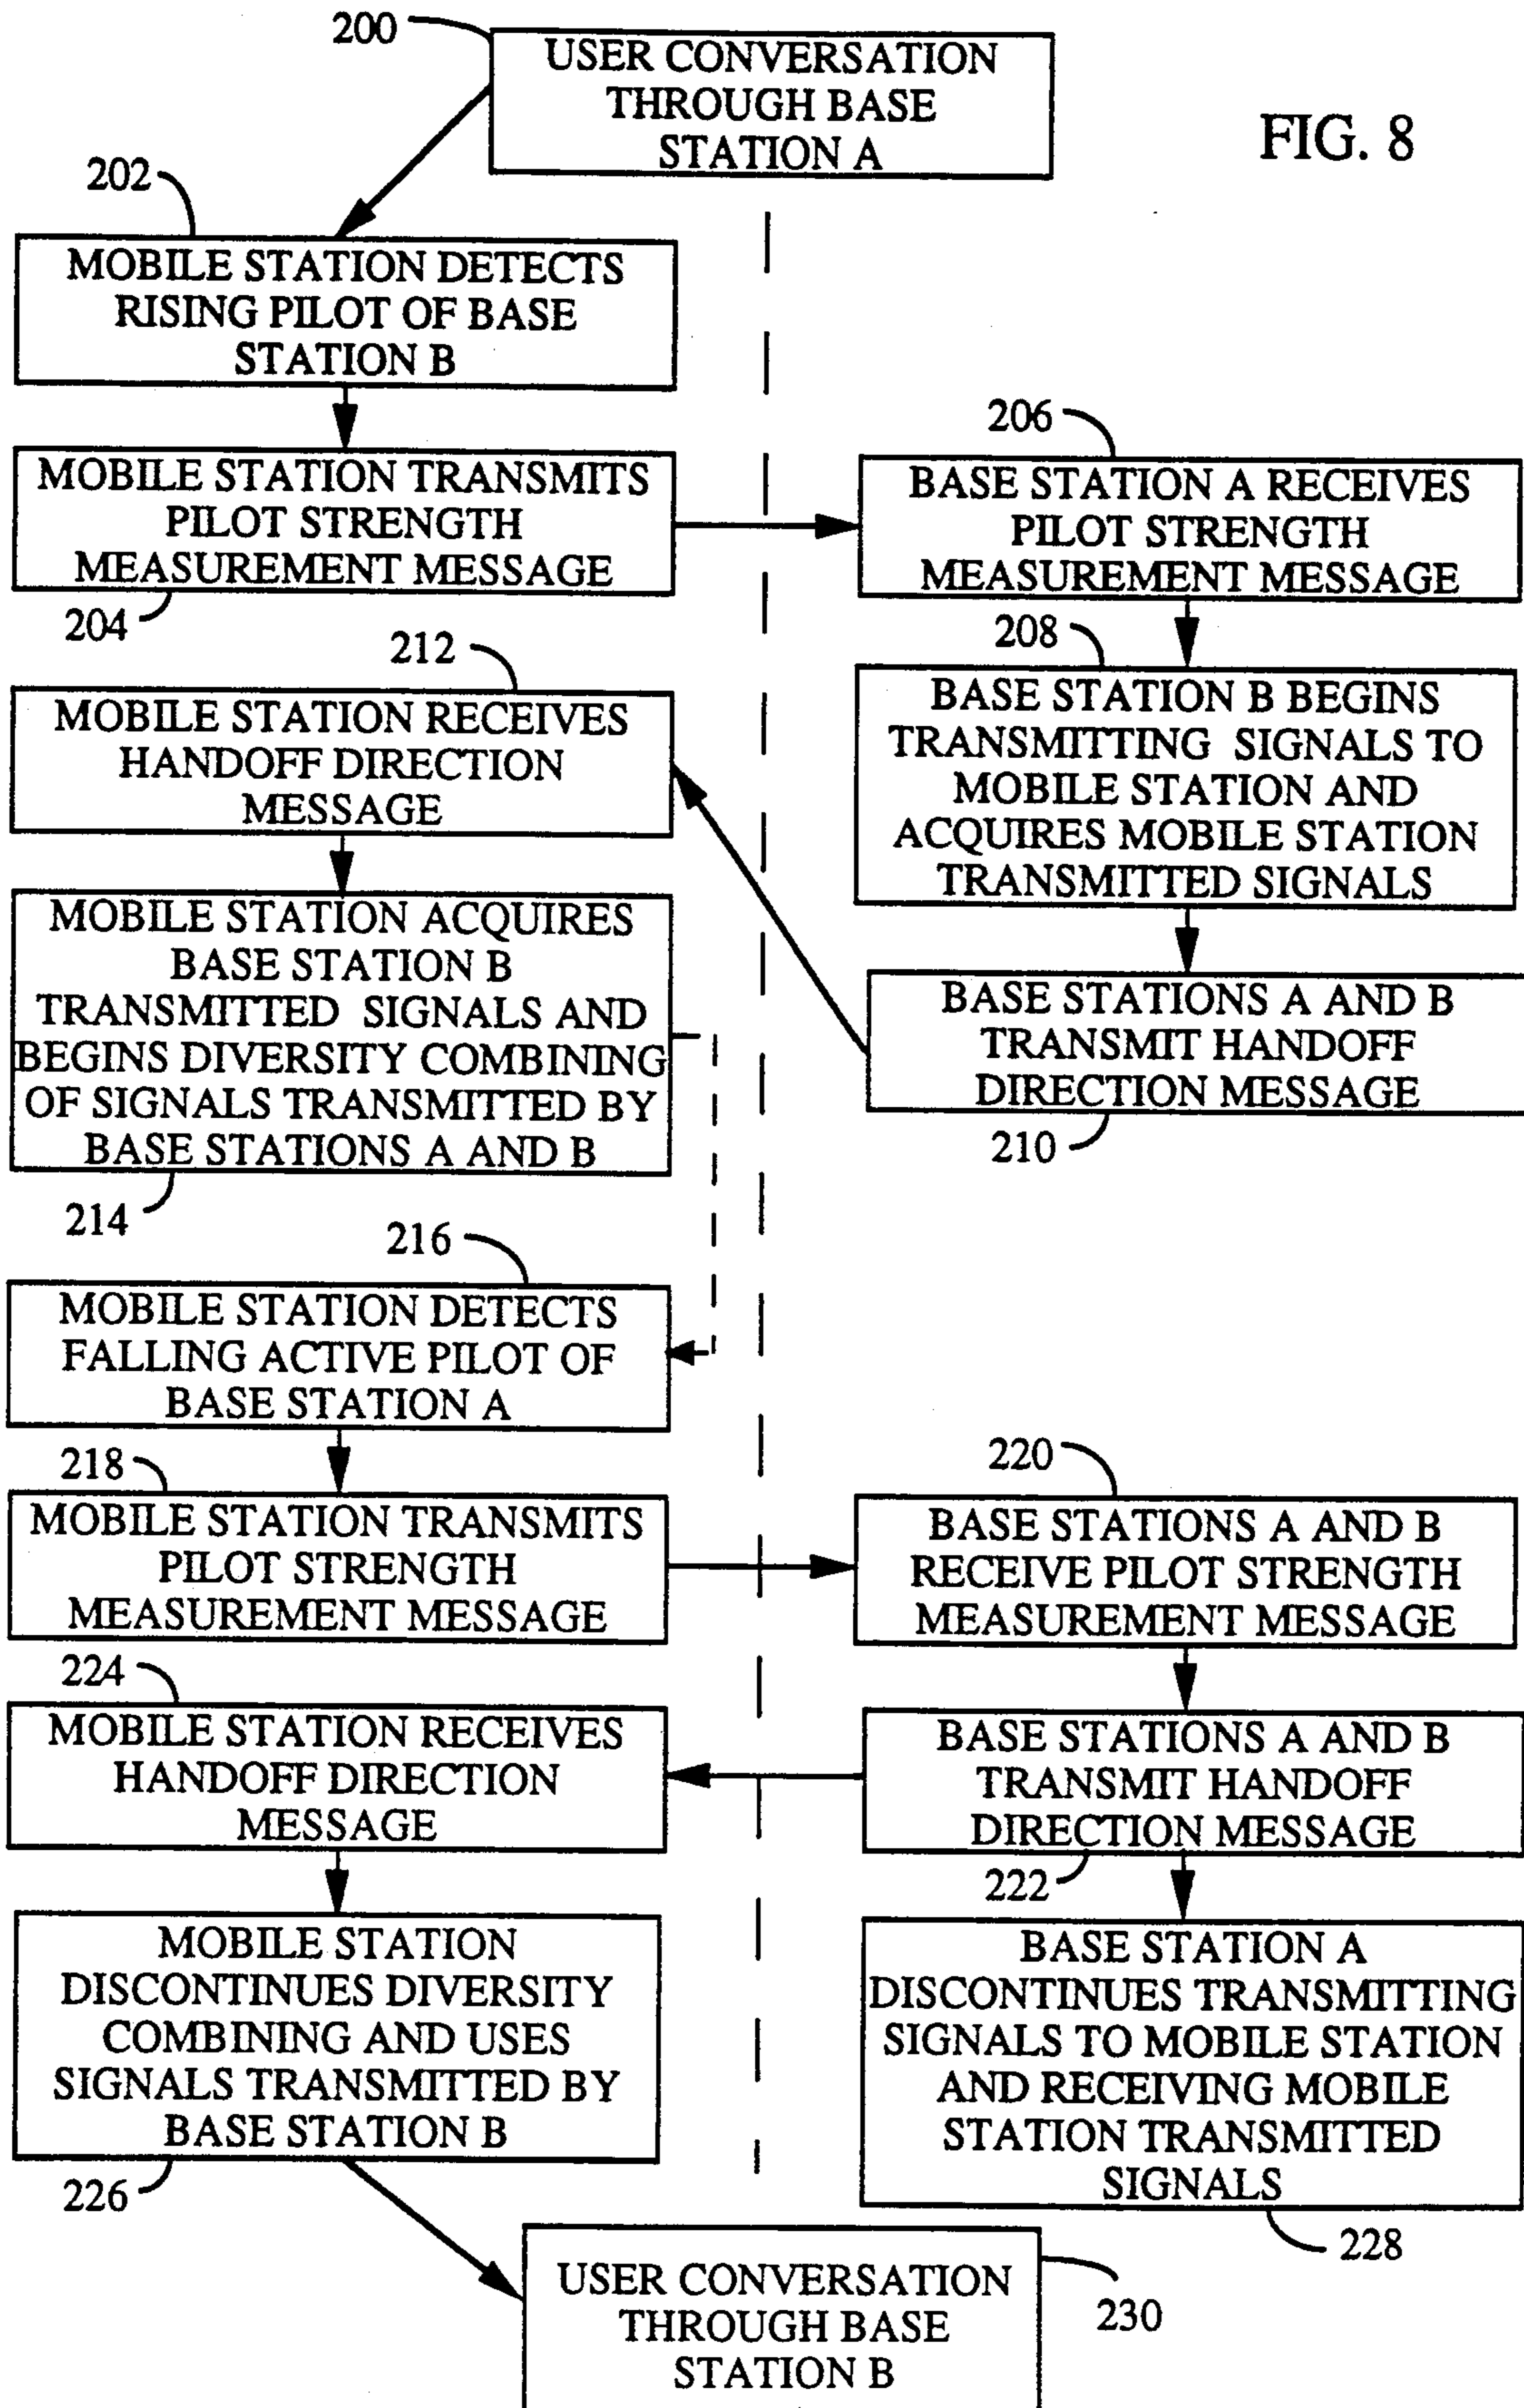 200
USER CONVERSATION
THROUGH BASE
STATION A
FIG. 8
202
MOBILE STATION DETECTS
RISING PILOT OF BASE
STATION B
204
MOBILE STATION TRANSMITS
PILOT STRENGTH
MEASUREMENT MESSAGE
206
BASE STATION A RECEIVES
PILOT STRENGTH
MEASUREMENT MESSAGE
208
BASE STATION B BEGINS
TRANSMITTING SIGNALS TO
MOBILE STATION AND
ACQUIRES MOBILE STATION
TRANSMITTED SIGNALS
BASE STATIONS A AND B
TRANSMIT HANDOFF
DIRECTION MESSAGE
210
212
MOBILE STATION RECEIVES
HANDOFF DIRECTION
MESSAGE
MOBILE STATION ACQUIRES
BASE STATION B
TRANSMITTED SIGNALS AND
BEGINS DIVERSITY COMBINING
OF SIGNALS TRANSMITTED BY
BASE STATIONS A AND B
214
216
MOBILE STATION DETECTS
FALLING ACTIVE PILOT OF
BASE STATION A
218
MOBILE STATION TRANSMITS
PILOT STRENGTH
MEASUREMENT MESSAGE
220
BASE STATIONS A AND B
RECEIVE PILOT STRENGTH
MEASUREMENT MESSAGE
BASE STATIONS A AND B
TRANSMIT HANDOFF
DIRECTION MESSAGE
222
224
MOBILE STATION RECEIVES
HANDOFF DIRECTION
MESSAGE
MOBILE STATION
DISCONTINUES DIVERSITY
COMBINING AND USES
SIGNALS TRANSMITTED BY
BASE STATION B
226
BASE STATION A
DISCONTINUES TRANSMITTING
SIGNALS TO MOBILE STATION
AND RECEIVING MOBILE
STATION TRANSMITTED
SIGNALS
228
USER CONVERSATION
THROUGH BASE
STATION B
230